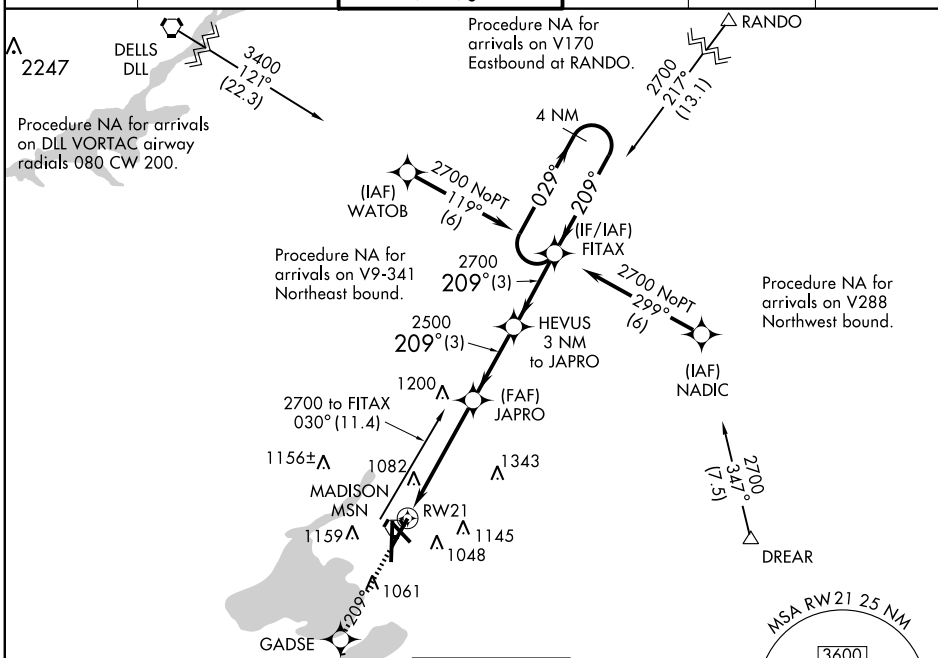 2247
DELLS
DLL
3400
121°
(22.3)
Procedure NA for
arrivals on V170
Eastbound at RANDO.
RANDO
2700
217°
(13.1)
Procedure NA for arrivals
on DLL VORTAC airway
radials 080 CW 200.
4 NM
029°
209°
(IAF)
WATOB
2700 NoPT
119°
(6)
(IF/IAF)
FITAX
Procedure NA for
arrivals on V9-341
Northeast bound.
2700
209° (3)
2700 NoPT
299°
(6)
Procedure NA for
arrivals on V288
Northwest bound.
2500
209° (3)
HEVUS
3 NM
to JAPRO
(IAF)
NADIC
1200
(FAF)
JAPRO
2700 to FITAX
030° (11.4)
1156±
1082
1343
MADISON
MSN
RW21
1159
1145
1048
2700
347°
(7.5)
DREAR
1061
209°
GADSE
MSA RW21 25 NM
3600